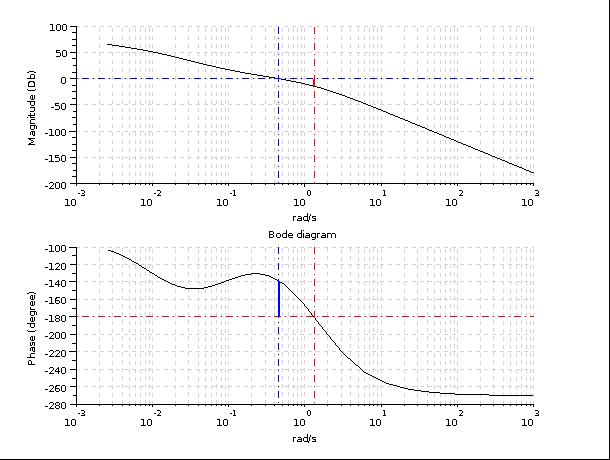 Magnitude (Db)
100
50
0
-50
-100
-150
-200
-3 -2 -1 0 1 2 3
10 10 10 10 10 10 10
rad/s
Bode diagram
Phase (degree)
-100
-120
-140
-160
-180
-200
-220
-240
-260
-280
-3 -2 -1 0 1 2 3
10 10 10 10 10 10 10
rad/s